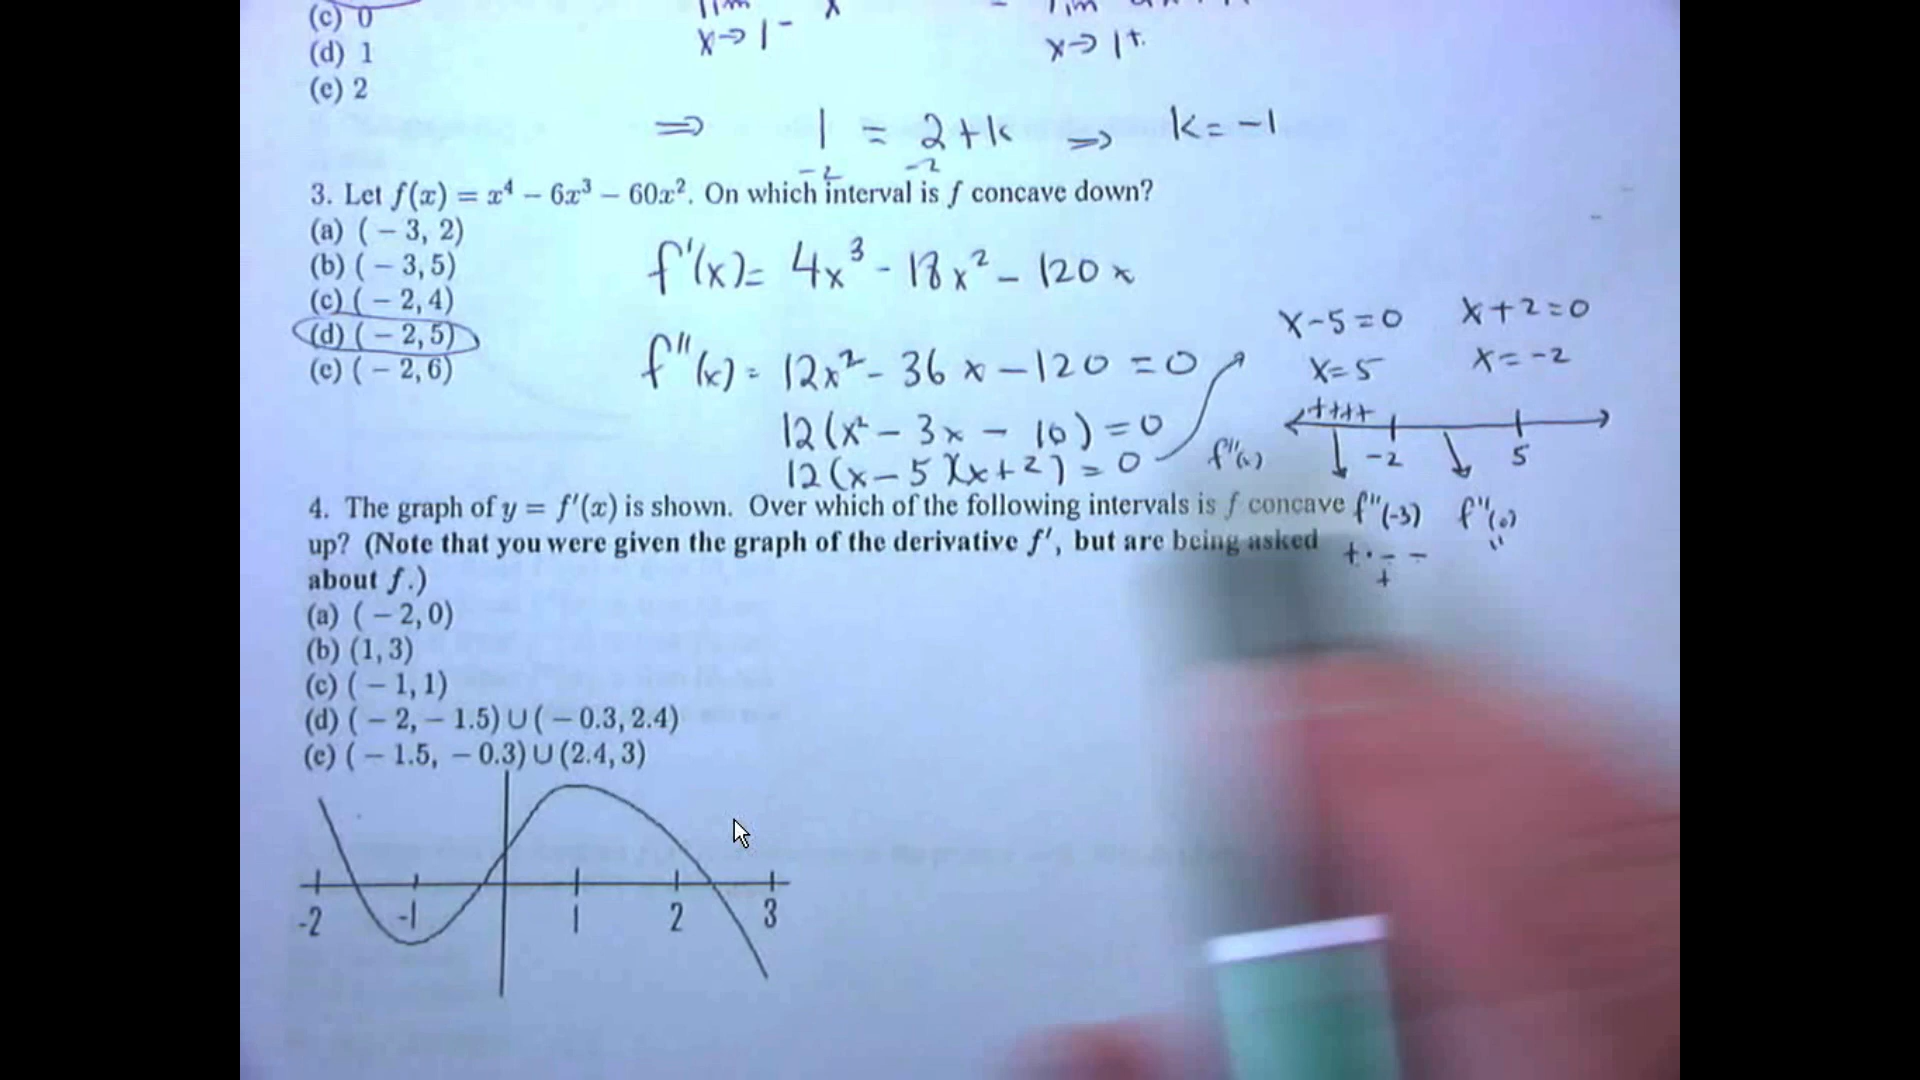 (c) 0
(d) 1
(e) 2
lim x
x→1⁻
lim
x→1⁺
⇒ 1 = 2+k ⇒ k=-1
-2 -2
3. Let f(x) = x⁴ − 6x³ − 60x². On which interval is f concave down?
(a) ( − 3, 2)
(b) ( − 3, 5)
(c) ( − 2, 4)
(d) ( − 2, 5)
(e) ( − 2, 6)
f'(x)= 4x³ - 18x² - 120x
f''(x) = 12x² - 36x - 120 = 0
12(x² - 3x - 10) = 0
12(x-5)(x+2) = 0
x-5=0 x+2=0
x=5 x=-2
++++
f''(x) -2 5
f''(-3) f''(0)
+·- -
+
4. The graph of y = f'(x) is shown. Over which of the following intervals is f concave
up? (Note that you were given the graph of the derivative f', but are being asked
about f.)
(a) ( − 2, 0)
(b) (1, 3)
(c) ( − 1, 1)
(d) ( − 2, − 1.5) ∪ ( − 0.3, 2.4)
(e) ( − 1.5, − 0.3) ∪ (2.4, 3)
-2 -1 1 2 3